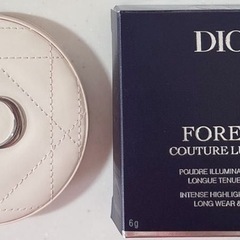 DIO
FORE
COUTURE LU
POUDRE ILLUMINA
LONGUE TENUE
INTENSE HIGHLIGH
LONG WEAR &
6g